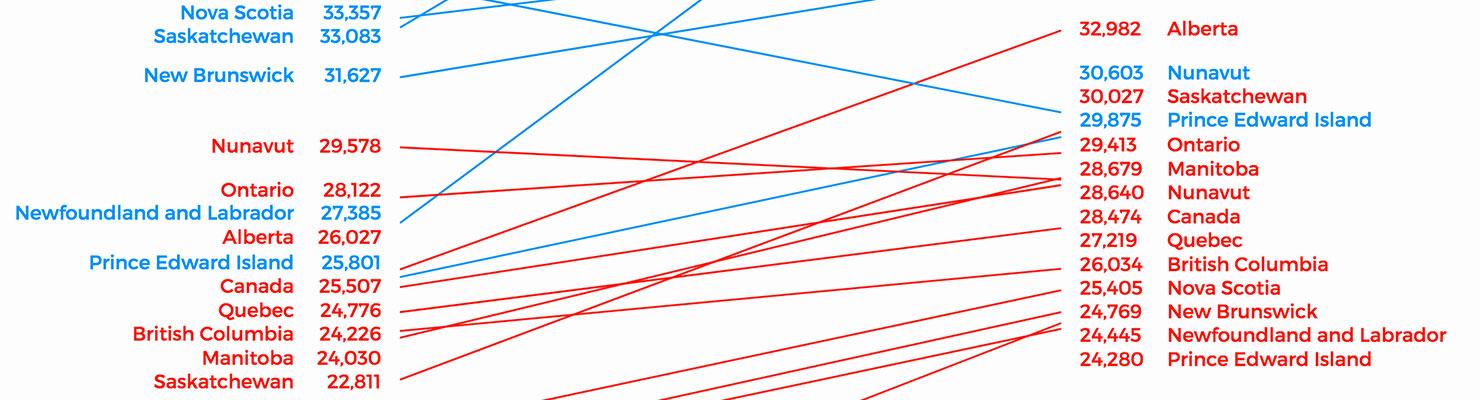 Nova Scotia 33,357
Saskatchewan 33,083
New Brunswick 31,627
Nunavut 29,578
Ontario 28,122
Newfoundland and Labrador 27,385
Alberta 26,027
Prince Edward Island 25,801
Canada 25,507
Quebec 24,776
British Columbia 24,226
Manitoba 24,030
Saskatchewan 22,811
32,982 Alberta
30,603 Nunavut
30,027 Saskatchewan
29,875 Prince Edward Island
29,413 Ontario
28,679 Manitoba
28,640 Nunavut
28,474 Canada
27,219 Quebec
26,034 British Columbia
25,405 Nova Scotia
24,769 New Brunswick
24,445 Newfoundland and Labrador
24,280 Prince Edward Island